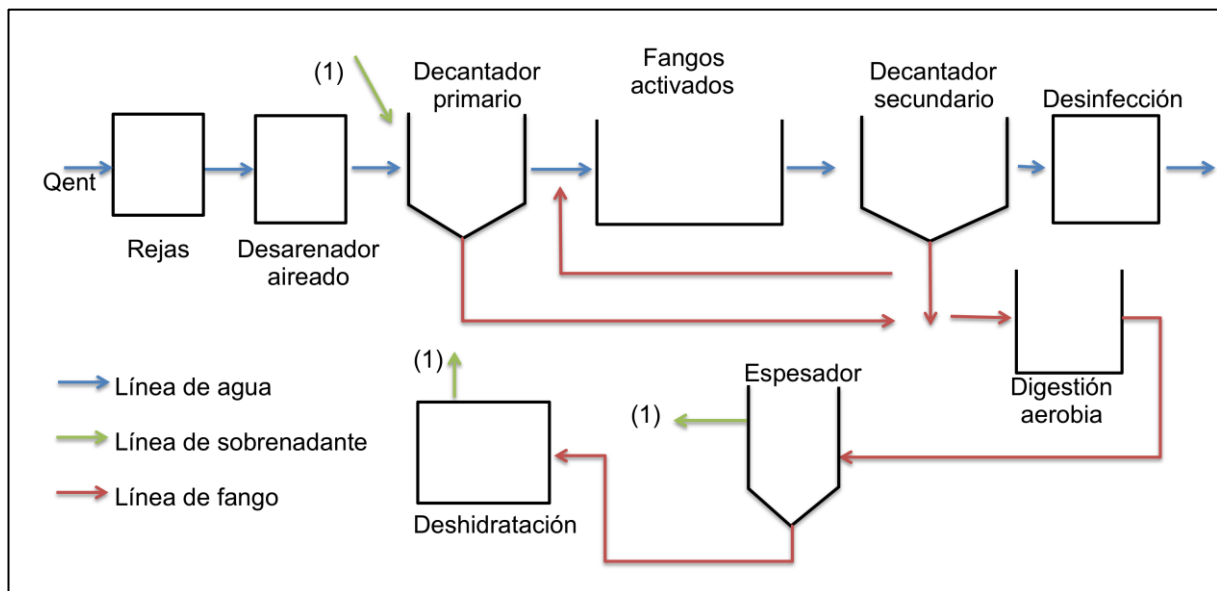 (1)
Decantador
primario
Fangos
activados
Decantador
secundario
Desinfección
Qent
Rejas
Desarenador
aireado
(1)
Espesador
(1)
Digestión
aerobia
Línea de agua
Línea de sobrenadante
Línea de fango
Deshidratación